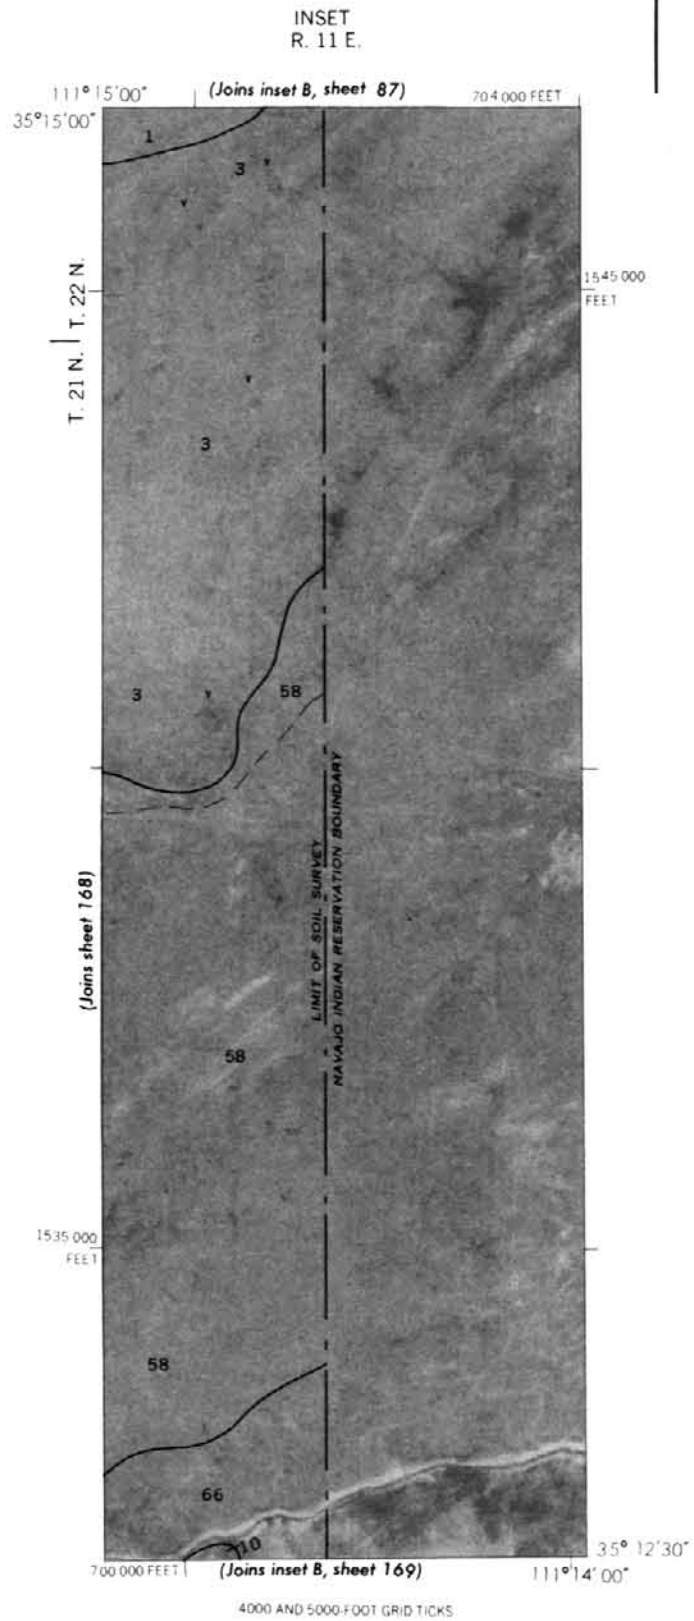 INSET
R. 11 E.
111° 15' 00"
(Joins inset B, sheet 87)
704 000 FEET
35° 15' 00"
1
3
T. 21 N. | T. 22 N.
1545 000
FEET
3
3
58
LIMIT OF SOIL SURVEY
NAVAJO INDIAN RESERVATION BOUNDARY
(Joins sheet 168)
58
1535 000
FEET
58
66
10
700 000 FEET
(Joins inset B, sheet 169)
35° 12' 30"
111° 14' 00"
4000 AND 5000-FOOT GRID TICKS